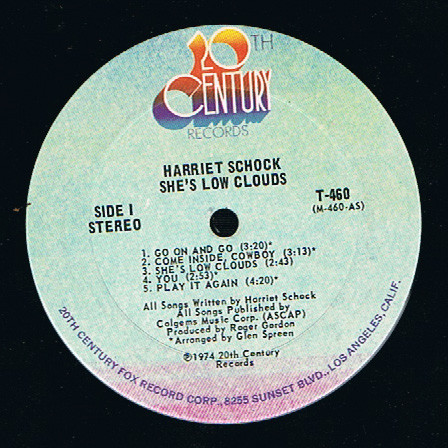 20TH
CENTURY
RECORDS
HARRIET SCHOCK
SHE'S LOW CLOUDS
SIDE I
STEREO
T-460
(M-460-AS)
1. GO ON AND GO (3:20)*
2. COME INSIDE, COWBOY (3:13)*
3. SHE'S LOW CLOUDS (2:43)
4. YOU (2:53)*
5. PLAY IT AGAIN (4:20)*
All Songs Written by Harriet Schock
All Songs Published by
Colgems Music Corp. (ASCAP)
Produced by Roger Gordon
*Arranged by Glen Spreen
℗1974 20th Century
Records
20TH CENTURY FOX RECORD CORP., 8255 SUNSET BLVD., LOS ANGELES, CALIF.